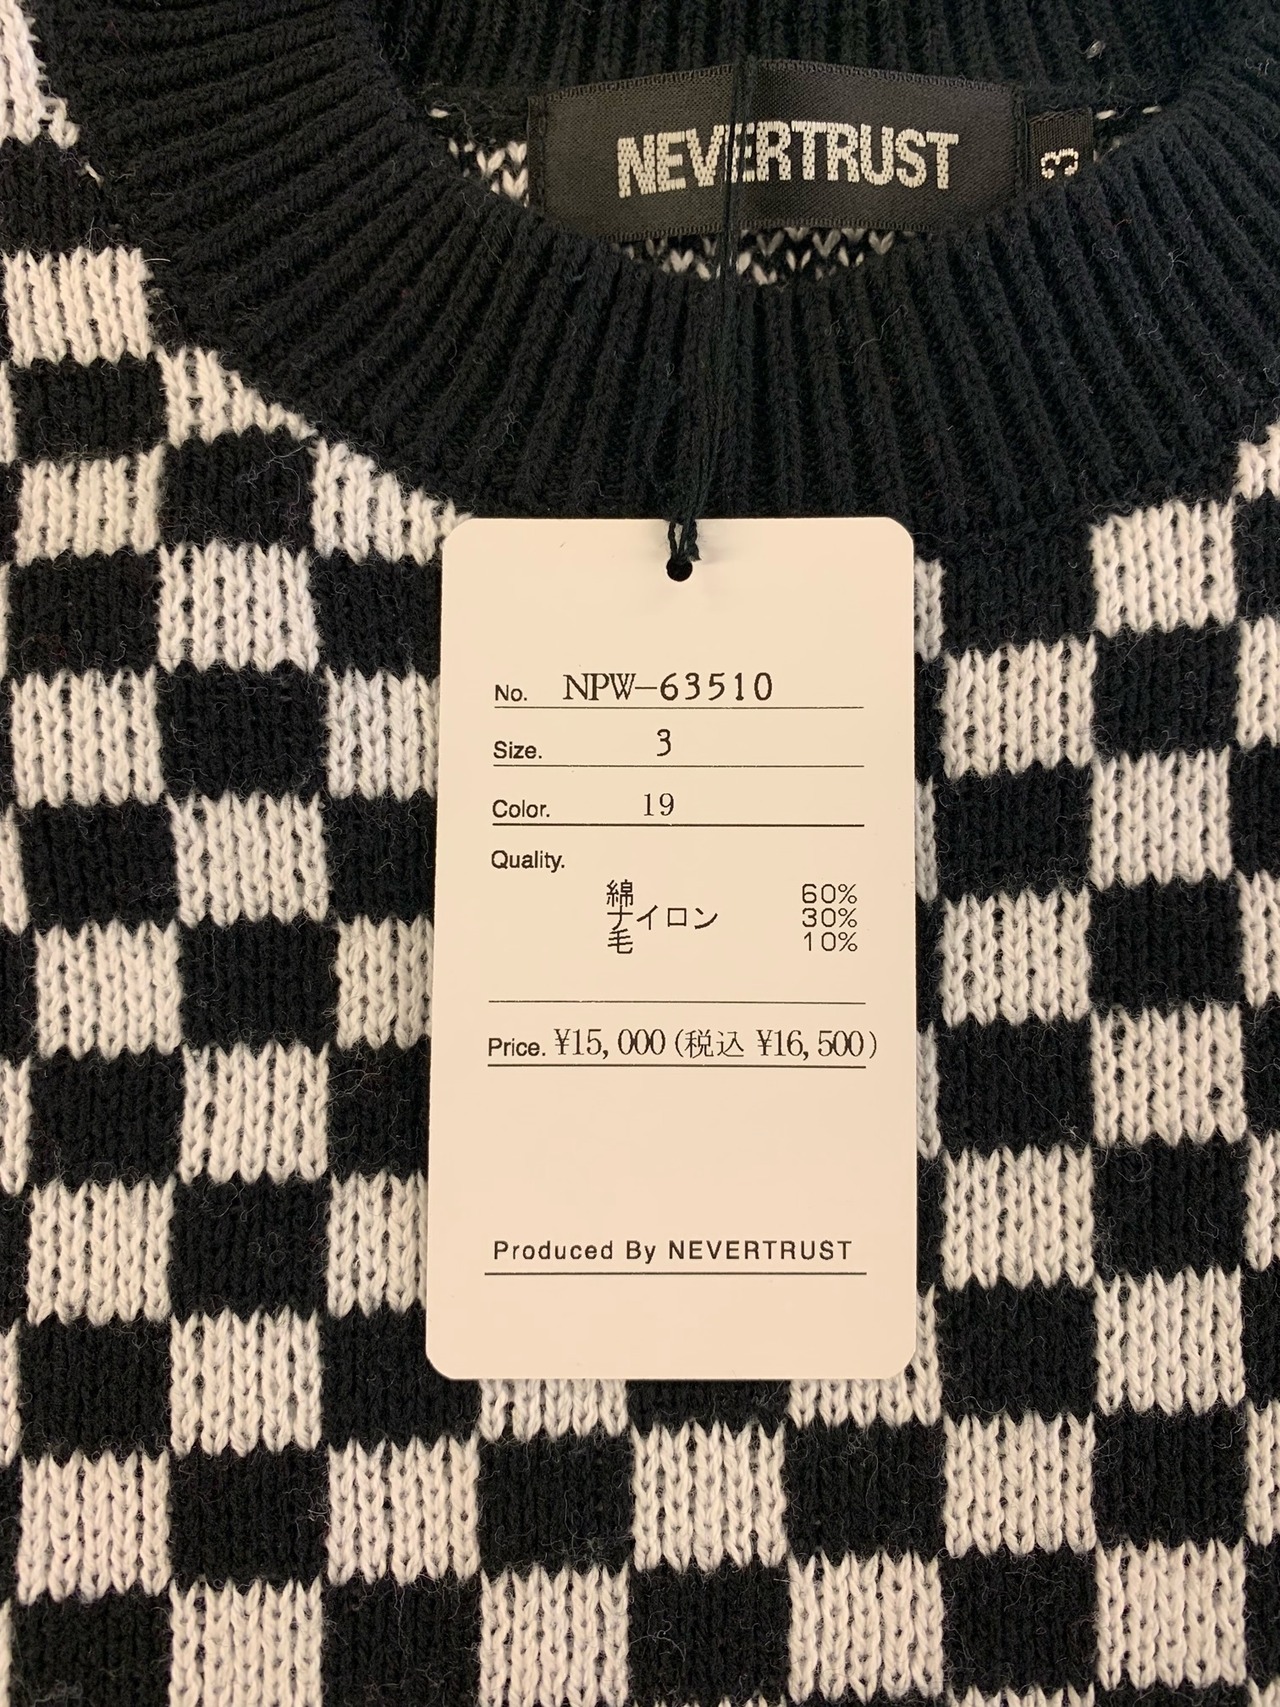 NEVERTRUST
3
No. NPW-63510
Size. 3
Color. 19
Quality.
綿 60%
ナイロン 30%
毛 10%
Price. ¥15,000 (税込 ¥16,500)
Produced By NEVERTRUST